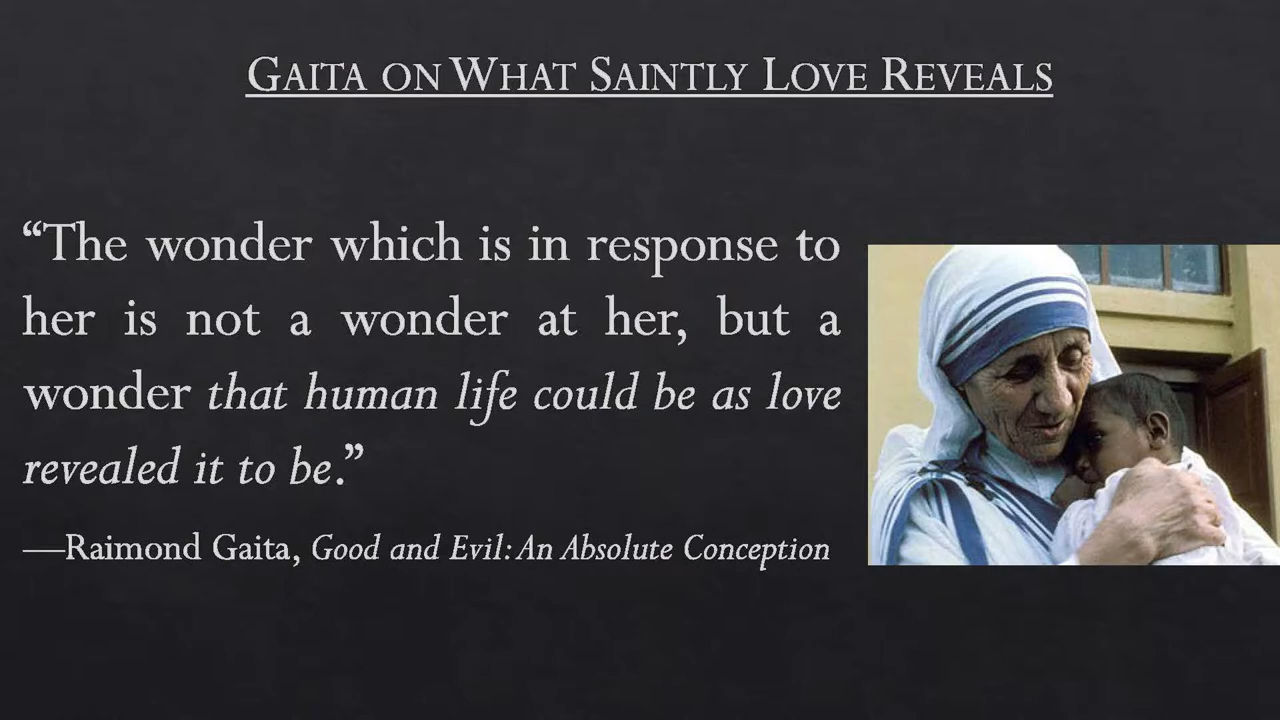 GAITA ON WHAT SAINTLY LOVE REVEALS
“The wonder which is in response to
her is not a wonder at her, but a
wonder that human life could be as love
revealed it to be.”
—Raimond Gaita, Good and Evil: An Absolute Conception